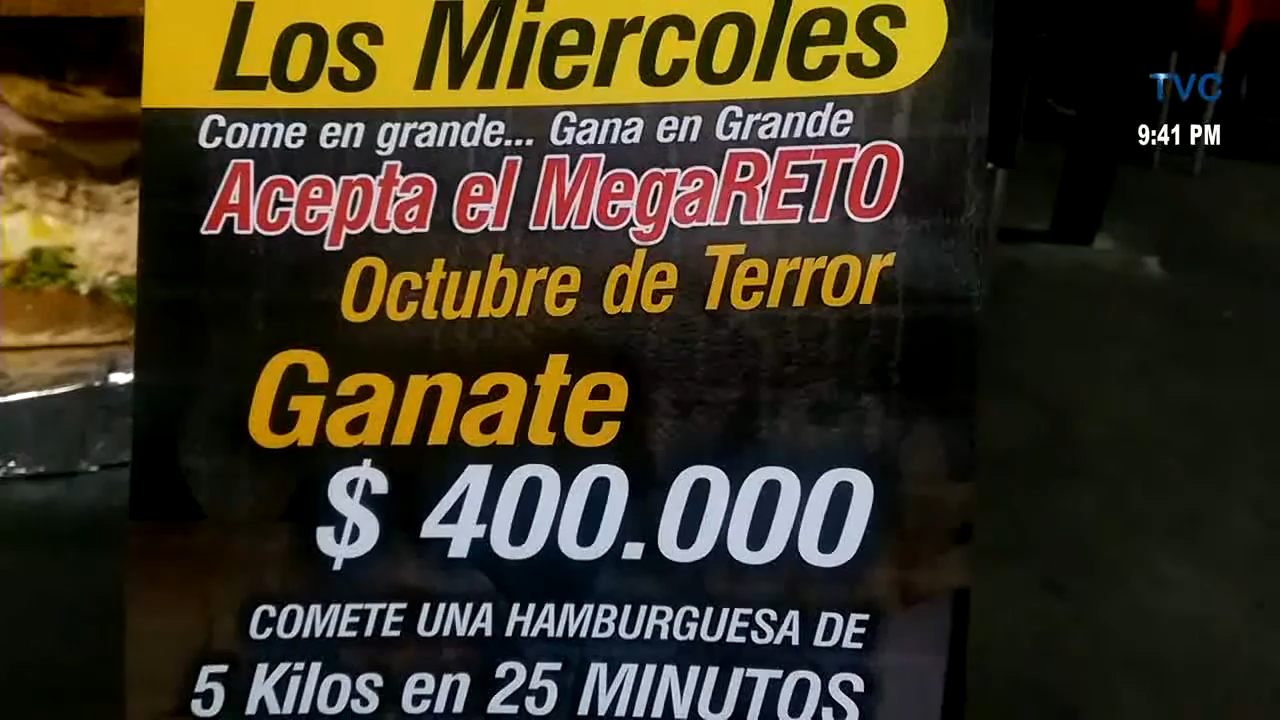 Los Miercoles
Come en grande... Gana en Grande
Acepta el MegaRETO
Octubre de Terror
Ganate
$ 400.000
COMETE UNA HAMBURGUESA DE
5 Kilos en 25 MINUTOS
TVC
9:41 PM